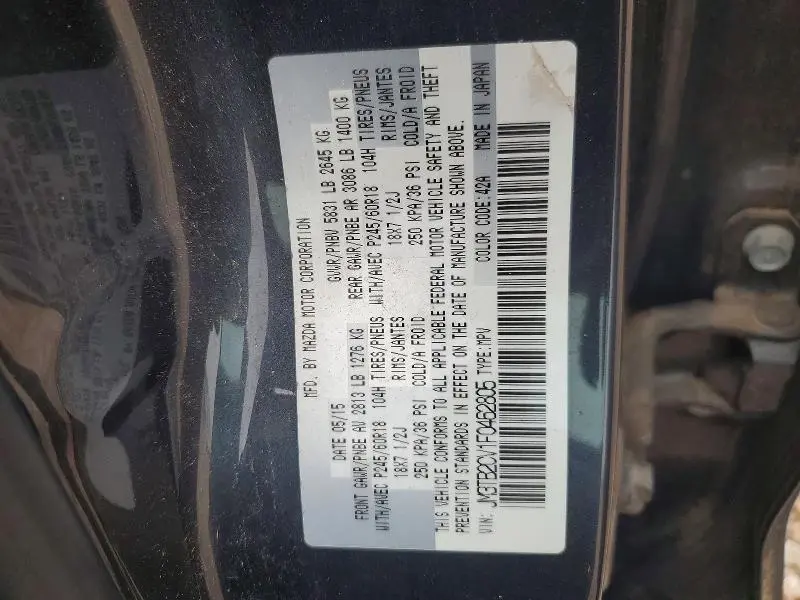 MFD. BY MAZDA MOTOR CORPORATION
DATE 05/15 GVWR/PNBV 5831 LB 2645 KG
FRONT GAWR/PNBE AV 2813 LB 1276 KG REAR GAWR/PNBE AR 3086 LB 1400 KG
WITH/AVEC P245/60R18 104H TIRES/PNEUS WITH/AVEC P245/60R18 104H TIRES/PNEUS
18X7 1/2J RIMS/JANTES 18X7 1/2J RIMS/JANTES
250 KPA/36 PSI COLD/A FROID 250 KPA/36 PSI COLD/A FROID
THIS VEHICLE CONFORMS TO ALL APPLICABLE FEDERAL MOTOR VEHICLE SAFETY AND THEFT
PREVENTION STANDARDS IN EFFECT ON THE DATE OF MANUFACTURE SHOWN ABOVE.
VIN: JM3TB2CV1F0462805 TYPE:MPV COLOR CODE:42A MADE IN JAPAN